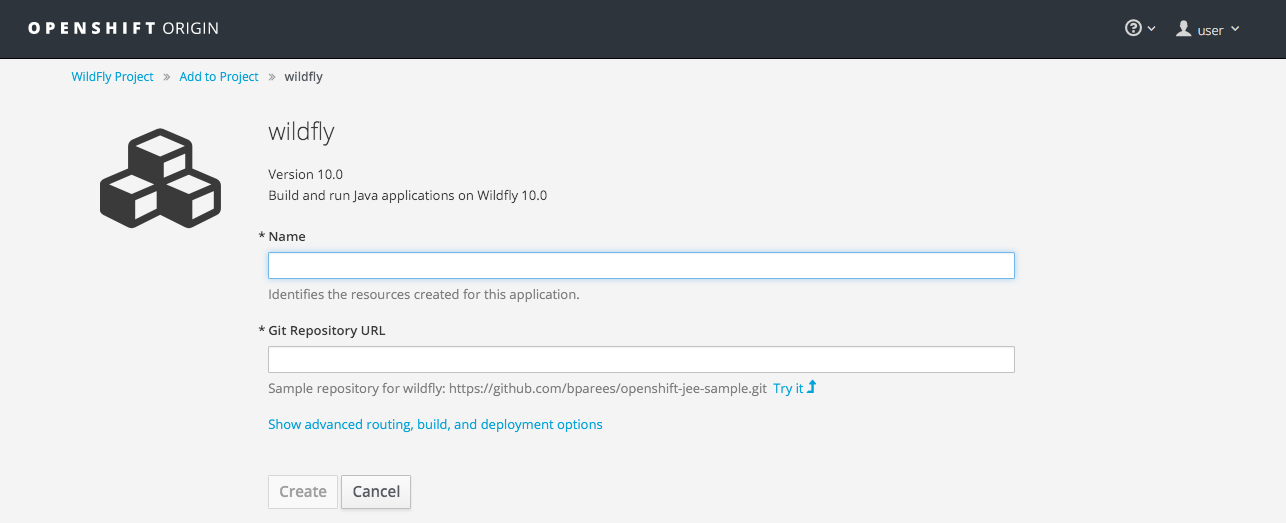 OPENSHIFT ORIGIN
user
WildFly Project » Add to Project » wildfly
wildfly
Version 10.0
Build and run Java applications on Wildfly 10.0
* Name
Identifies the resources created for this application.
* Git Repository URL
Sample repository for wildfly: https://github.com/bparees/openshift-jee-sample.git Try it
Show advanced routing, build, and deployment options
Create Cancel